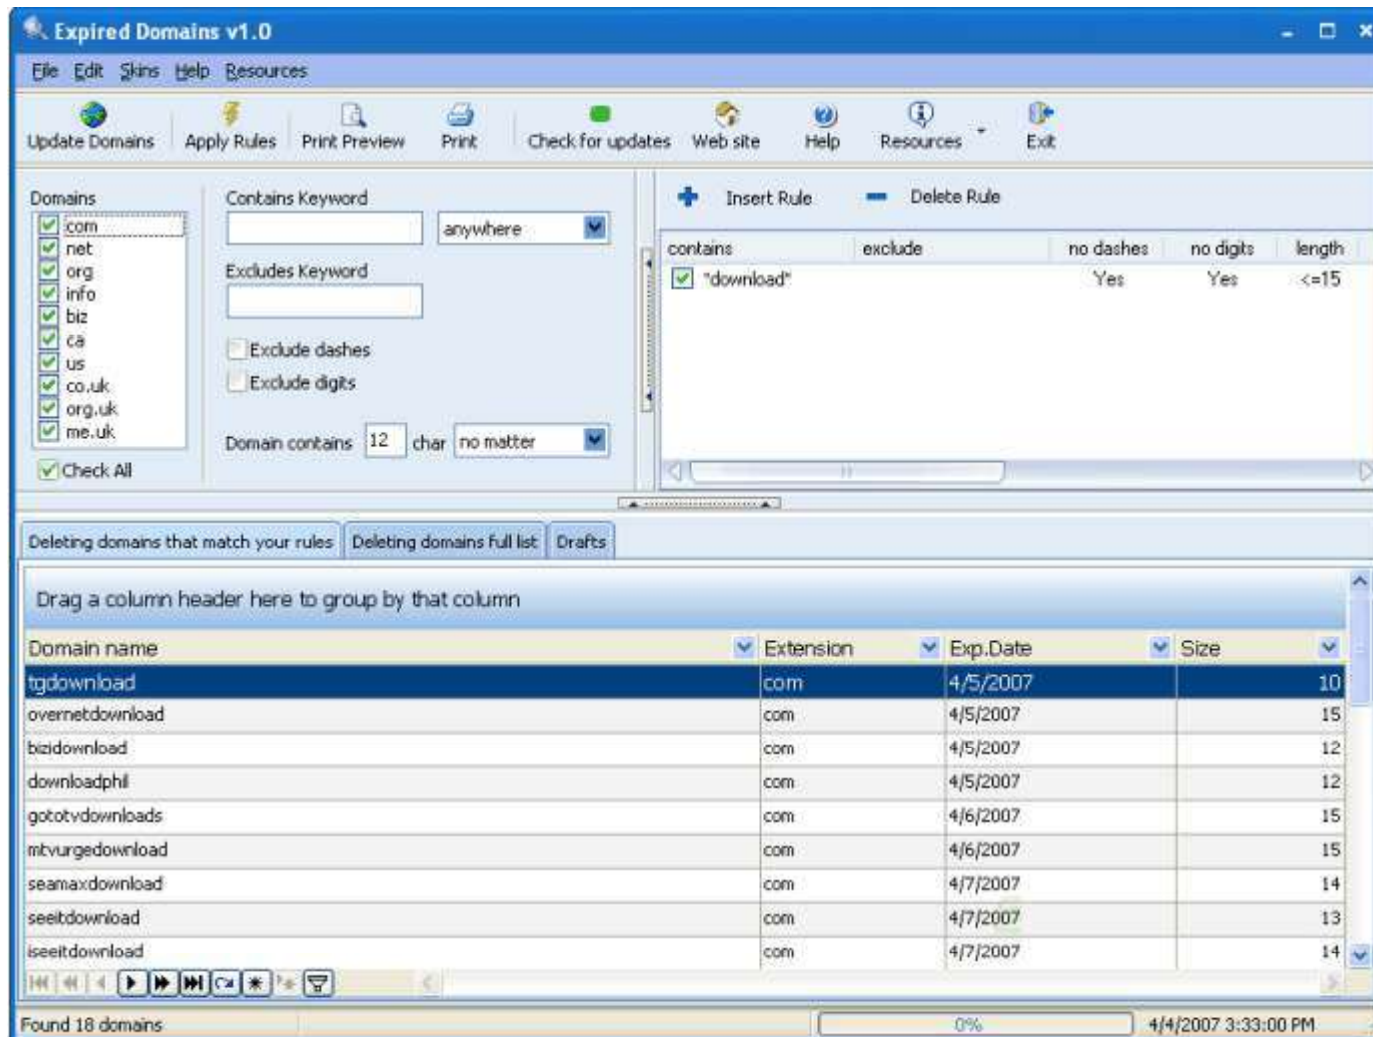 Expired Domains v1.0
File Edit Skins Help Resources
Update Domains Apply Rules Print Preview Print Check for updates Web site Help Resources Exit
Domains
com
net
org
info
biz
ca
us
co.uk
org.uk
me.uk
Check All
Contains Keyword
anywhere
Excludes Keyword
Exclude dashes
Exclude digits
Domain contains 12 char no matter
Insert Rule Delete Rule
contains exclude no dashes no digits length
"download" Yes Yes <=15
Deleting domains that match your rules Deleting domains full list Drafts
Drag a column header here to group by that column
Domain name Extension Exp.Date Size
tgdownload com 4/5/2007 10
overnetdownload com 4/5/2007 15
bizidownload com 4/5/2007 12
downloadphil com 4/5/2007 12
gototvdownloads com 4/6/2007 15
mtvurgedownload com 4/6/2007 15
seamaxdownload com 4/7/2007 14
seeitdownload com 4/7/2007 13
iseeitdownload com 4/7/2007 14
Found 18 domains 0% 4/4/2007 3:33:00 PM